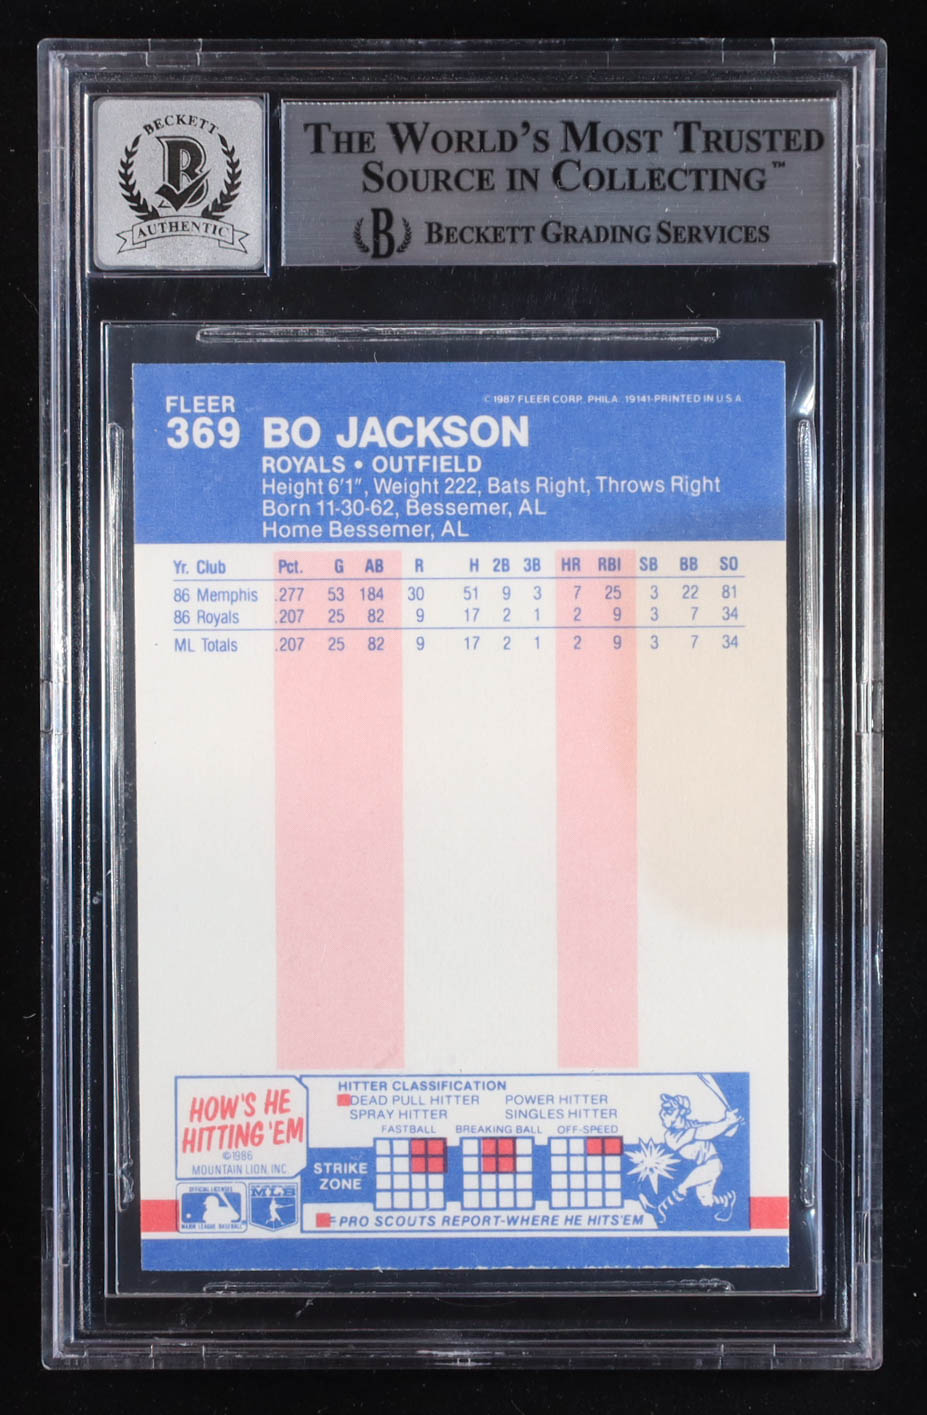 BECKETT
B
AUTHENTIC
THE WORLD'S MOST TRUSTED
SOURCE IN COLLECTING™
B BECKETT GRADING SERVICES
FLEER
© 1987 FLEER CORP. PHILA. 19141-PRINTED IN U S A
369 BO JACKSON
ROYALS • OUTFIELD
Height 6'1", Weight 222, Bats Right, Throws Right
Born 11-30-62, Bessemer, AL
Home Bessemer, AL
Yr. Club Pct. G AB R H 2B 3B HR RBI SB BB SO
86 Memphis .277 53 184 30 51 9 3 7 25 3 22 81
86 Royals .207 25 82 9 17 2 1 2 9 3 7 34
ML Totals .207 25 82 9 17 2 1 2 9 3 7 34
HOW'S HE
HITTING 'EM
©1986
MOUNTAIN LION, INC.
HITTER CLASSIFICATION
DEAD PULL HITTER POWER HITTER
SPRAY HITTER SINGLES HITTER
FASTBALL BREAKING BALL OFF-SPEED
STRIKE
ZONE
OFFICIAL LICENSEE
MAJOR LEAGUE BASEBALL
MLB
=PRO SCOUTS REPORT-WHERE HE HITS'EM